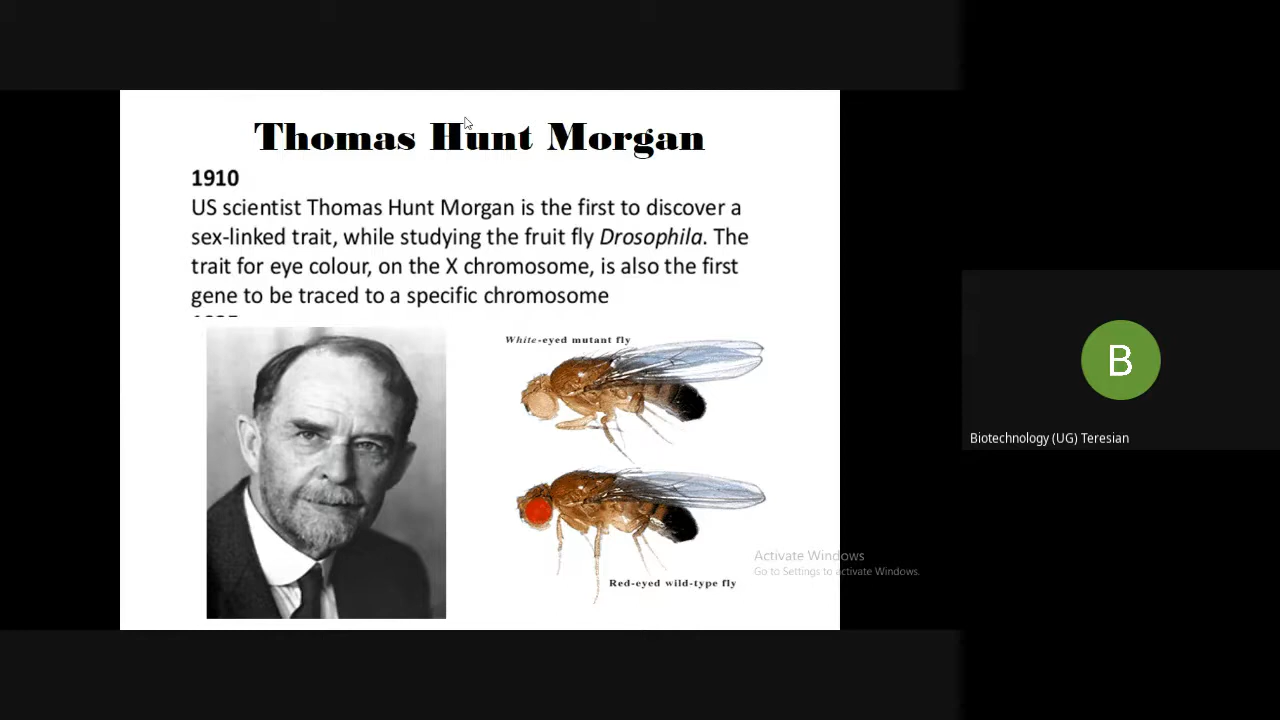 Thomas Hunt Morgan
1910
US scientist Thomas Hunt Morgan is the first to discover a
sex-linked trait, while studying the fruit fly Drosophila. The
trait for eye colour, on the X chromosome, is also the first
gene to be traced to a specific chromosome
White-eyed mutant fly
Red-eyed wild-type fly
Activate Windows
Go to Settings to activate Windows.
B
Biotechnology (UG) Teresian